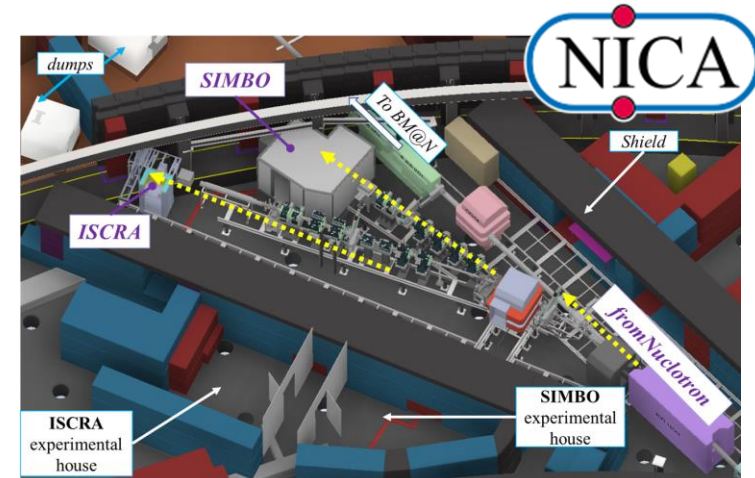 NICA
dumps
SIMBO
To BM@N
Shield
ISCRA
fromNuclotron
ISCRA
experimental
house
SIMBO
experimental
house